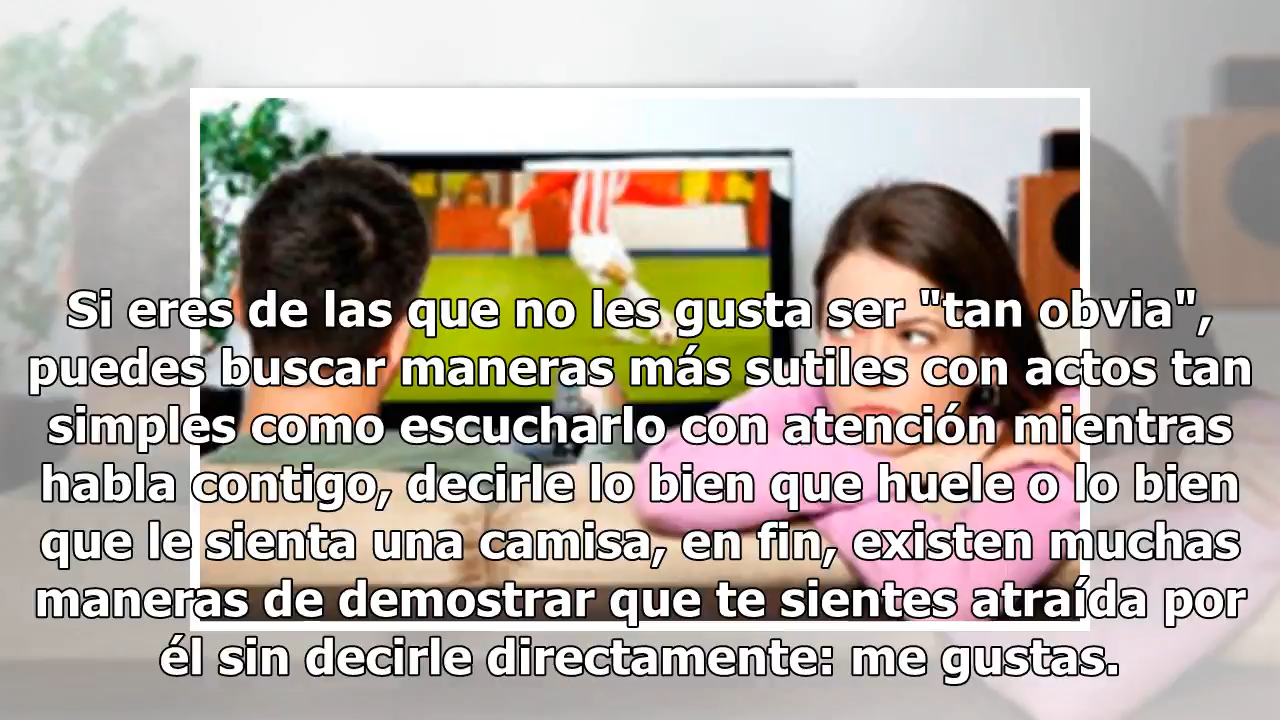 Si eres de las que no les gusta ser "tan obvia",
puedes buscar maneras más sutiles con actos tan
simples como escucharlo con atención mientras
habla contigo, decirle lo bien que huele o lo bien
que le sienta una camisa, en fin, existen muchas
maneras de demostrar que te sientes atraída por
él sin decirle directamente: me gustas.